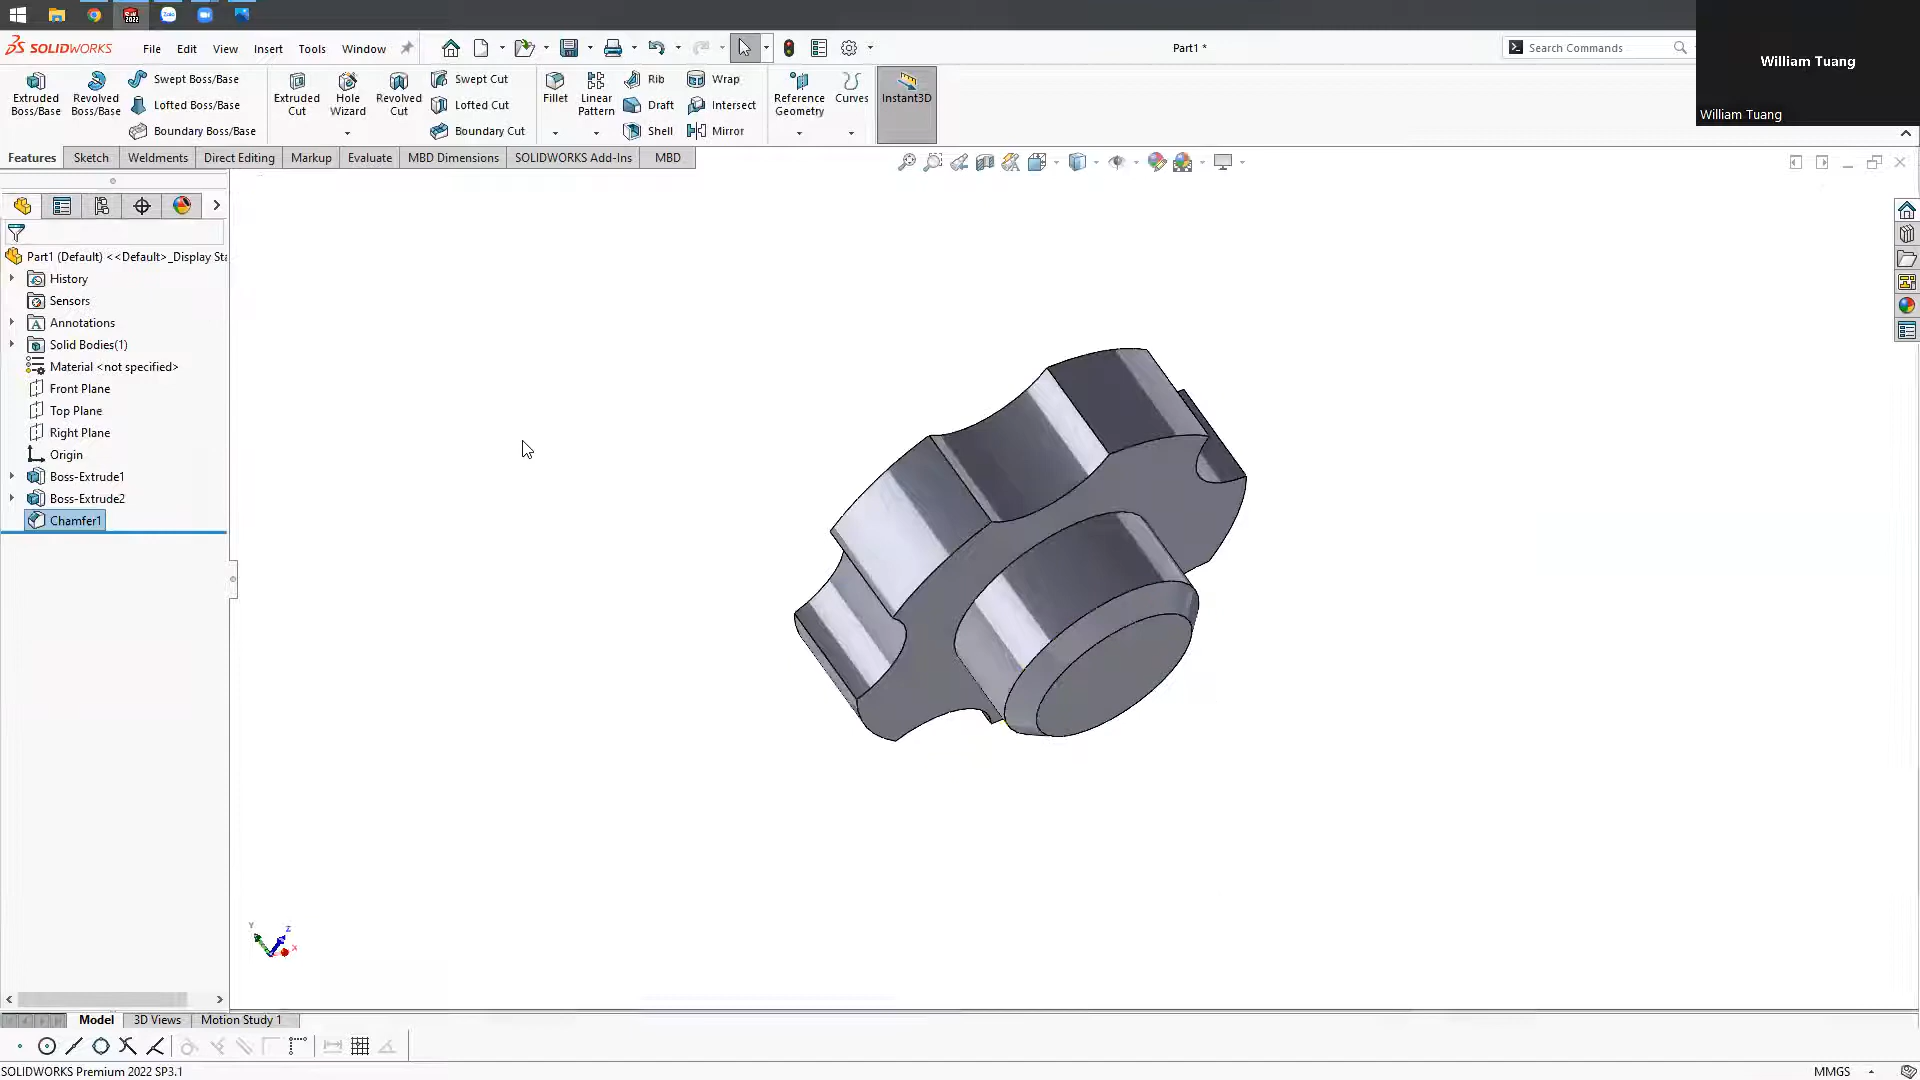 SOLIDWORKS
File Edit View Insert Tools Window
Part1 *
Search Commands
William Tuang
William Tuang
Extruded Boss/Base
Revolved Boss/Base
Swept Boss/Base
Lofted Boss/Base
Boundary Boss/Base
Extruded Cut
Hole Wizard
Revolved Cut
Swept Cut
Lofted Cut
Boundary Cut
Fillet
Linear Pattern
Rib
Draft
Shell
Wrap
Intersect
Mirror
Reference Geometry
Curves
Instant3D
Features Sketch Weldments Direct Editing Markup Evaluate MBD Dimensions SOLIDWORKS Add-Ins MBD
Part1 (Default) <<Default>_Display Sta
History
Sensors
Annotations
Solid Bodies(1)
Material <not specified>
Front Plane
Top Plane
Right Plane
Origin
Boss-Extrude1
Boss-Extrude2
Chamfer1
Y Z X
Model 3D Views Motion Study 1
SOLIDWORKS Premium 2022 SP3.1
MMGS